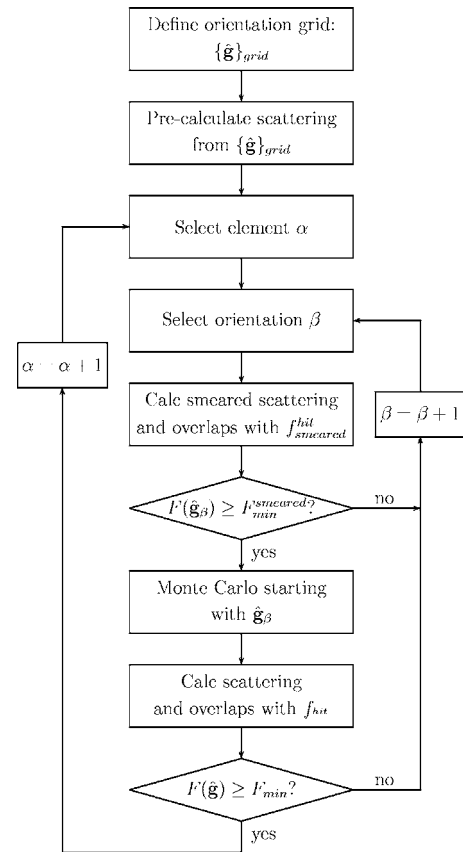 Define orientation grid:
{ĝ}grid
Pre-calculate scattering
from {ĝ}grid
Select element α
Select orientation β
α = α + 1
Calc smeared scattering
and overlaps with f^hit_smeared
β = β + 1
F(ĝβ) ≥ F^smeared_min?
no
yes
Monte Carlo starting
with ĝβ
Calc scattering
and overlaps with fhit
F(ĝ) ≥ Fmin?
no
yes